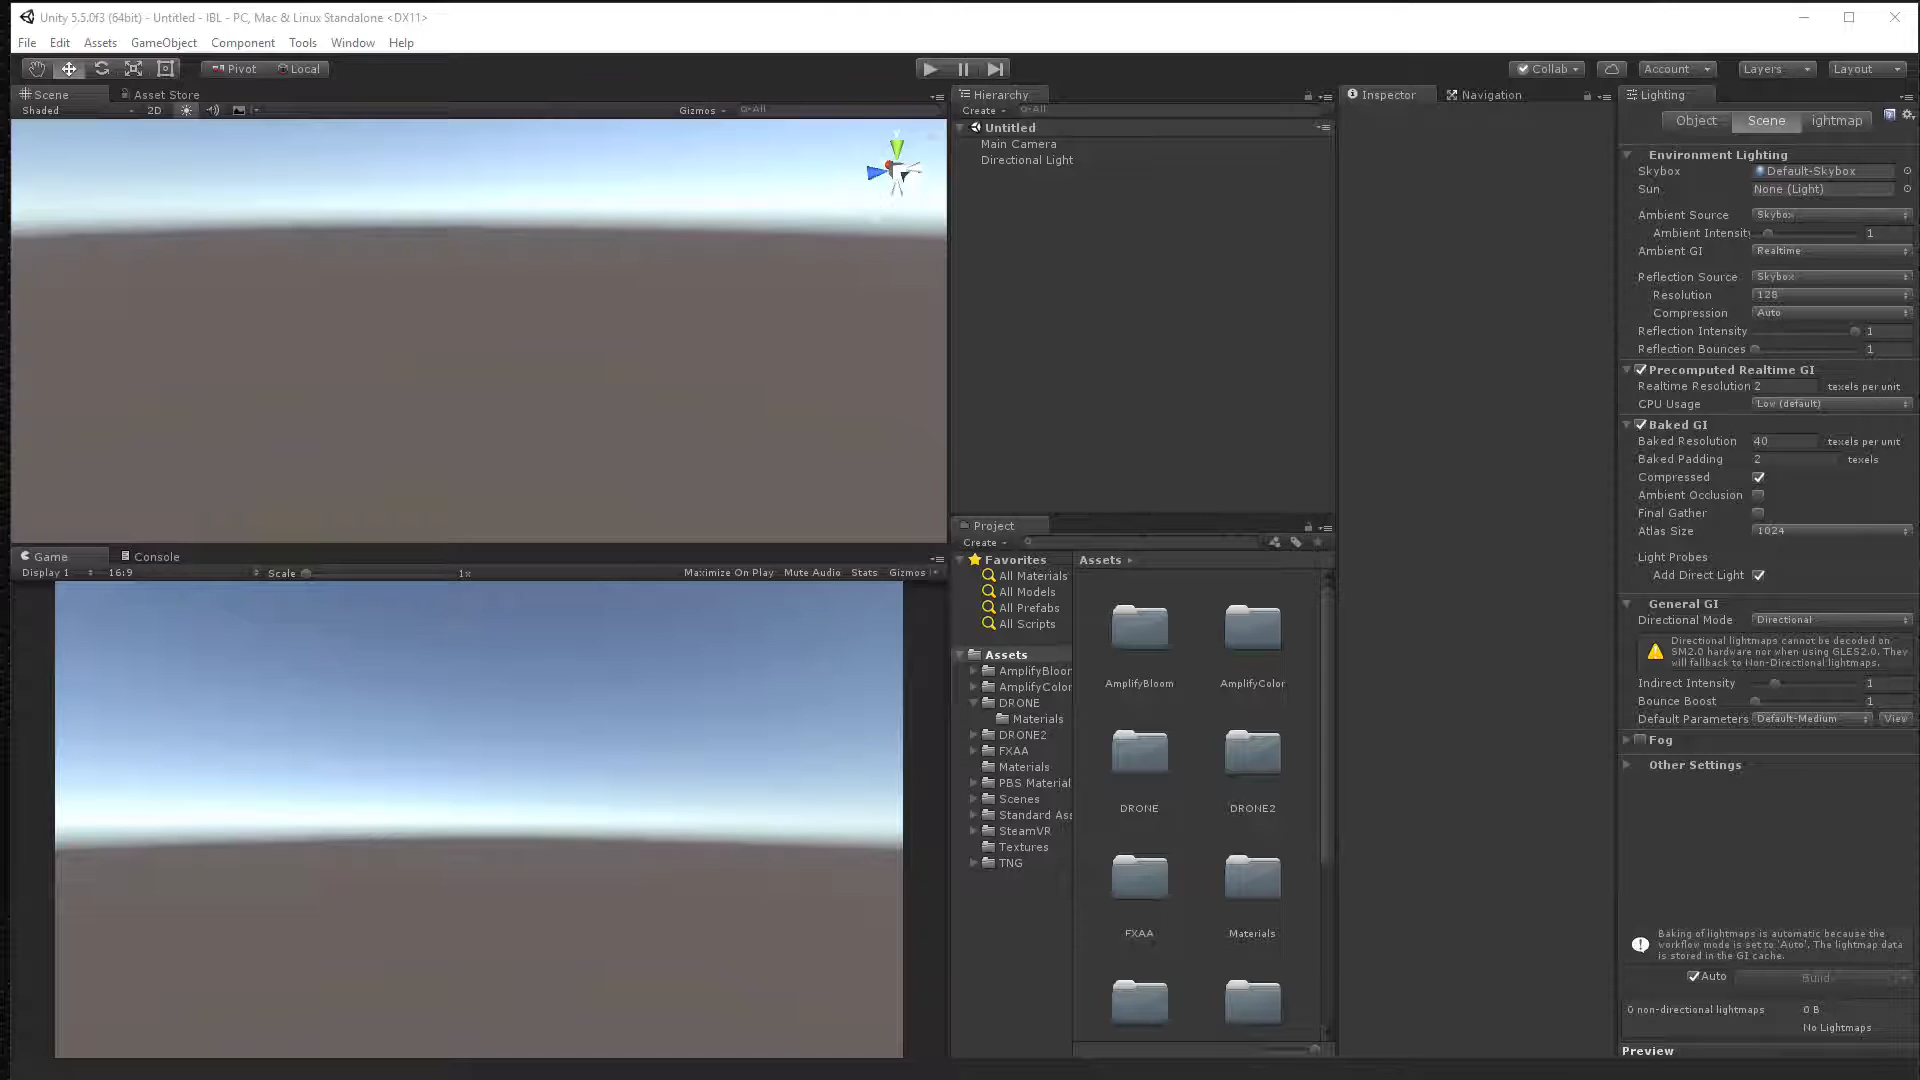 Unity 5.5.0f3 (64bit) - Untitled - IBL - PC, Mac & Linux Standalone <DX11>
File Edit Assets GameObject Component Tools Window Help
Pivot Local
Collab Account Layers Layout
Scene Asset Store
Shaded 2D Gizmos All
Hierarchy
Create All
Untitled
Main Camera
Directional Light
Inspector Navigation
Lighting
Object Scene ightmap
Environment Lighting
Skybox Default-Skybox
Sun None (Light)
Ambient Source Skybox
Ambient Intensit 1
Ambient GI Realtime
Reflection Source Skybox
Resolution 128
Compression Auto
Reflection Intensity 1
Reflection Bounces 1
Precomputed Realtime GI
Realtime Resolution 2 texels per unit
CPU Usage Low (default)
Baked GI
Baked Resolution 40 texels per unit
Baked Padding 2 texels
Compressed
Ambient Occlusion
Final Gather
Atlas Size 1024
Light Probes
Add Direct Light
General GI
Directional Mode Directional
Directional lightmaps cannot be decoded on
SM2.0 hardware nor when using GLES2.0. They
will fallback to Non-Directional lightmaps.
Indirect Intensity 1
Bounce Boost 1
Default Parameters Default-Medium View
Fog
Other Settings
Baking of lightmaps is automatic because the
workflow mode is set to 'Auto'. The lightmap data
is stored in the GI cache.
Auto Build
0 non-directional lightmaps 0 B
No Lightmaps
Preview
Game Console
Display 1 16:9 Scale 1x Maximize On Play Mute Audio Stats Gizmos
Project
Create
Favorites
All Materials
All Models
All Prefabs
All Scripts
Assets
AmplifyBloor
AmplifyColor
DRONE
Materials
DRONE2
FXAA
Materials
PBS Material
Scenes
Standard Ass
SteamVR
Textures
TNG
Assets
AmplifyBloom AmplifyColor
DRONE DRONE2
FXAA Materials